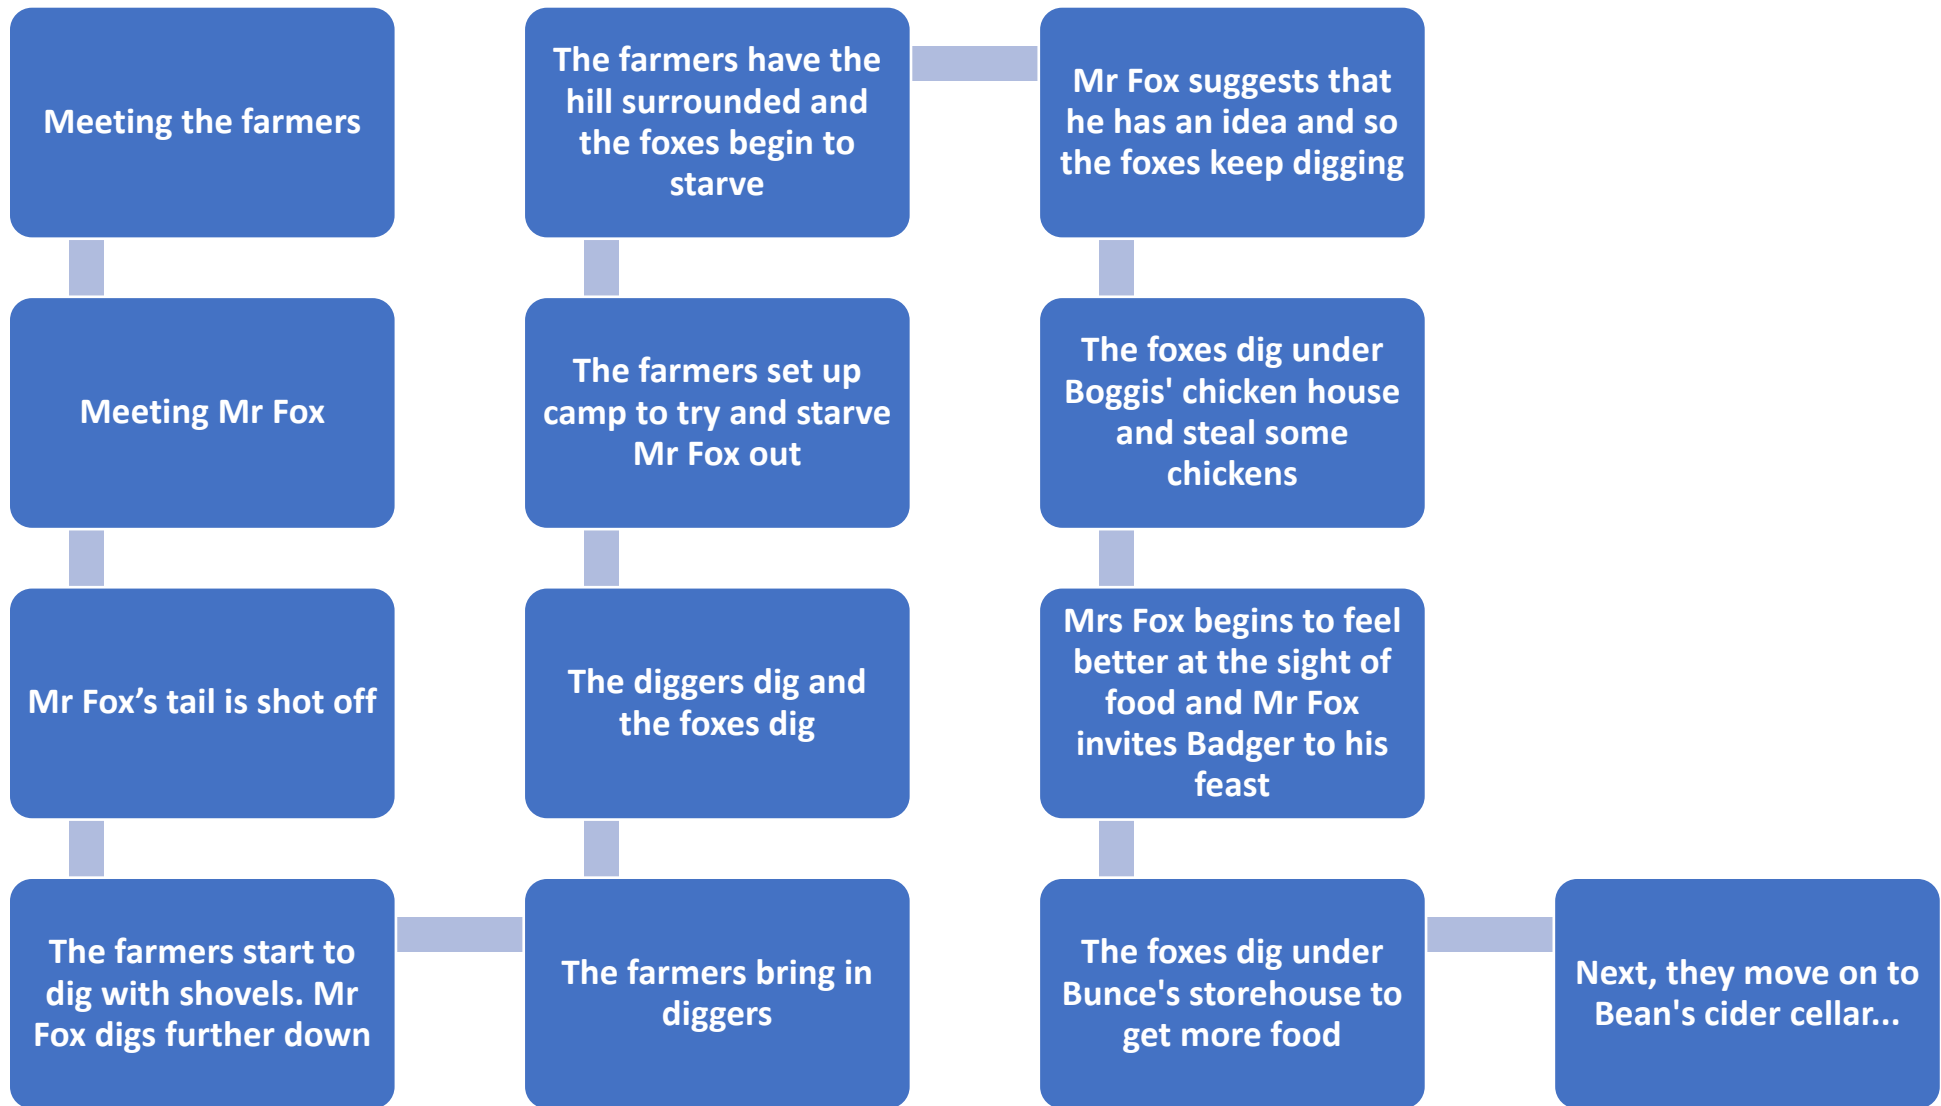 Meeting the farmers
Meeting Mr Fox
Mr Fox’s tail is shot off
The farmers start to
dig with shovels. Mr
Fox digs further down
The farmers bring in
diggers
The diggers dig and
the foxes dig
The farmers set up
camp to try and starve
Mr Fox out
The farmers have the
hill surrounded and
the foxes begin to
starve
Mr Fox suggests that
he has an idea and so
the foxes keep digging
The foxes dig under
Boggis' chicken house
and steal some
chickens
Mrs Fox begins to feel
better at the sight of
food and Mr Fox
invites Badger to his
feast
The foxes dig under
Bunce's storehouse to
get more food
Next, they move on to
Bean's cider cellar...